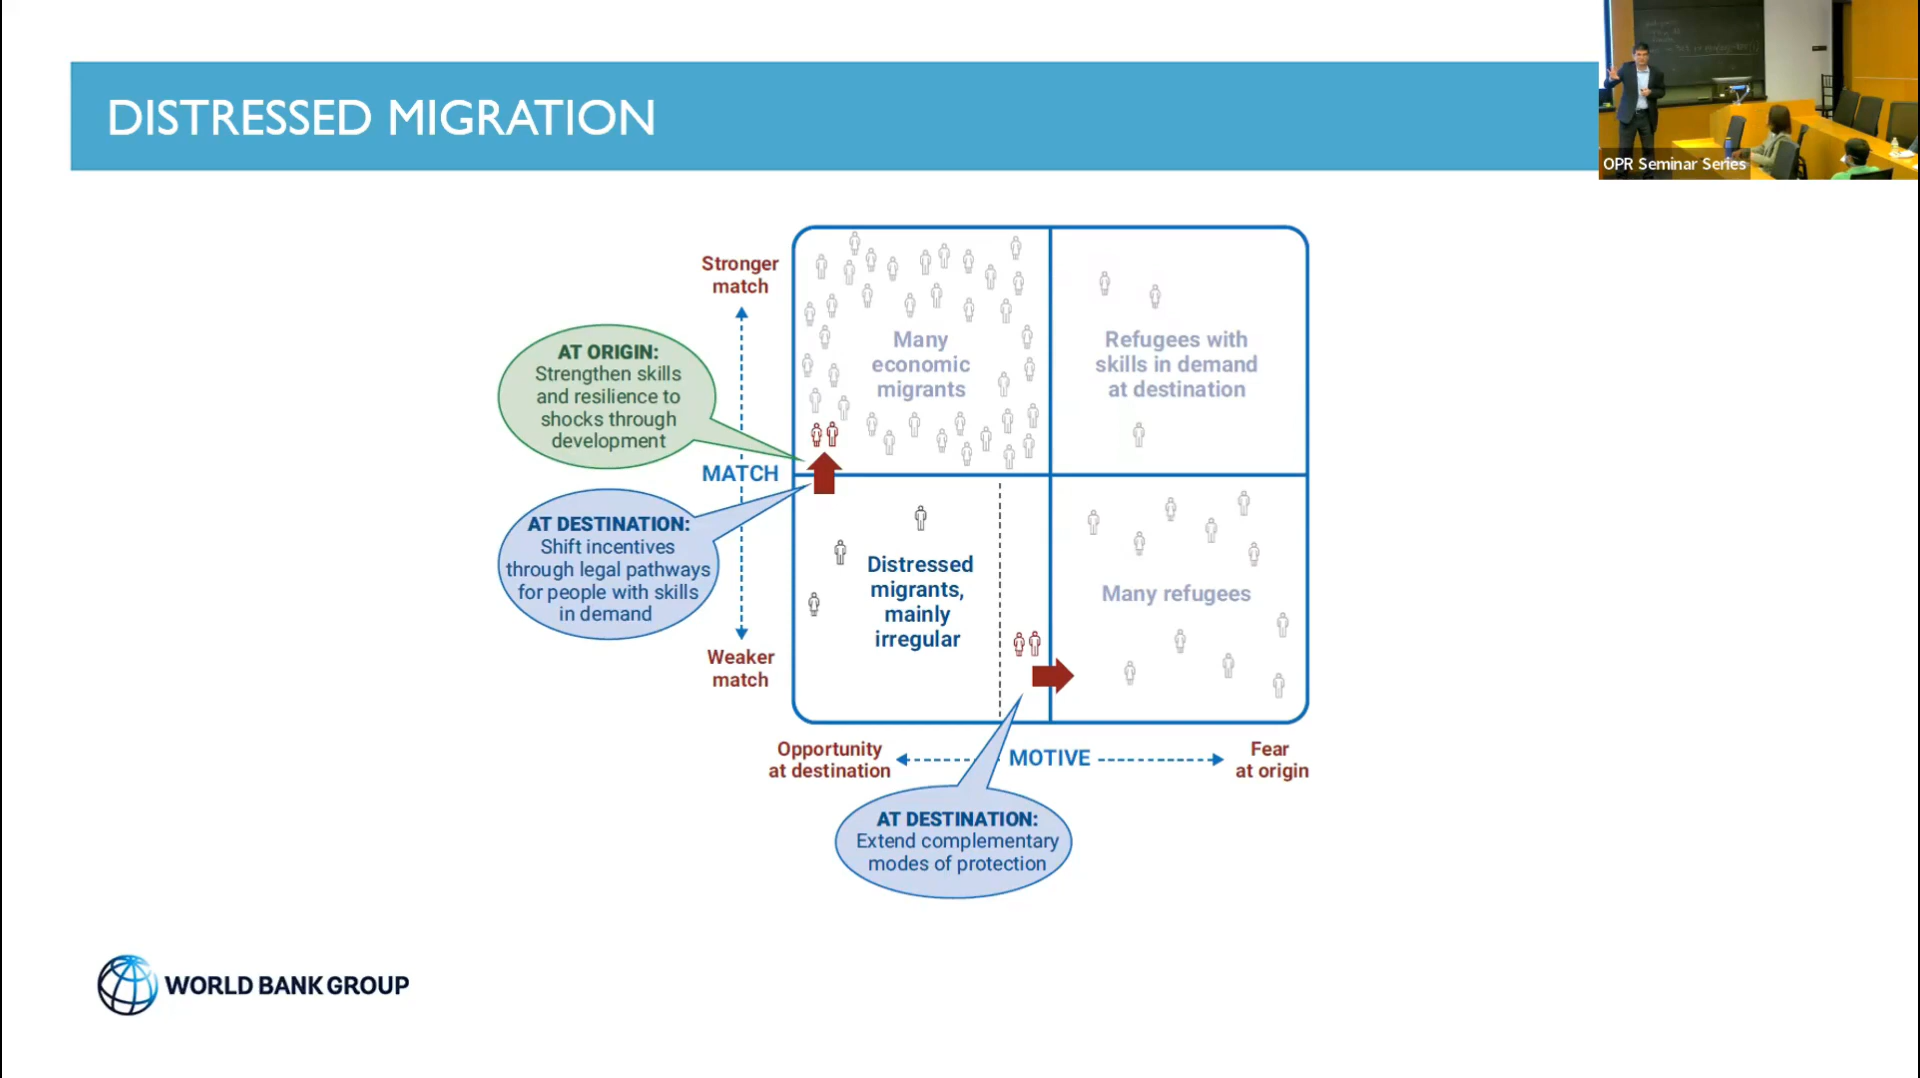 DISTRESSED MIGRATION
OPR Seminar Series
Stronger
match
AT ORIGIN:
Strengthen skills
and resilience to
shocks through
development
MATCH
AT DESTINATION:
Shift incentives
through legal pathways
for people with skills
in demand
Weaker
match
Many
economic
migrants
Refugees with
skills in demand
at destination
Distressed
migrants,
mainly
irregular
Many refugees
Opportunity
at destination
MOTIVE
Fear
at origin
AT DESTINATION:
Extend complementary
modes of protection
WORLD BANK GROUP